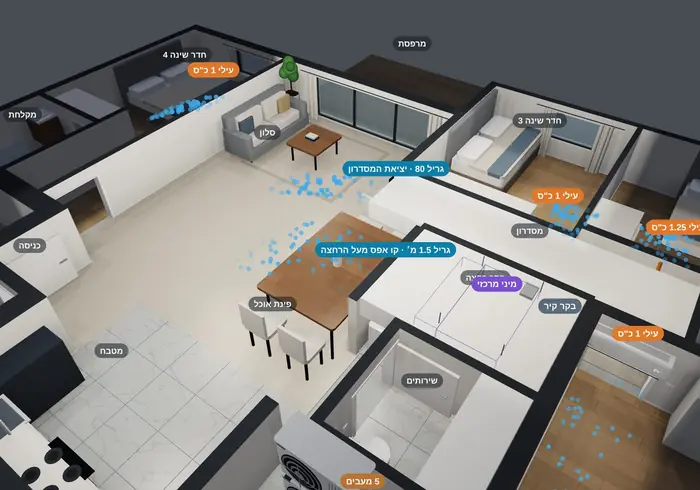 מרפסת
חדר שינה 4
עילי 1 כ"ס
מקלחת
סלון
חדר שינה 3
גריל 80 · יציאת המסדרון
עילי 1 כ"ס
עילי 1.25 כ"ס
מסדרון
כניסה
גריל 1.5 מ׳ · קו אפס מעל הרחצה
מיני מרכזי
פינת אוכל
בקר קיר
עילי 1 כ"ס
מטבח
שירותים
5 מעבים